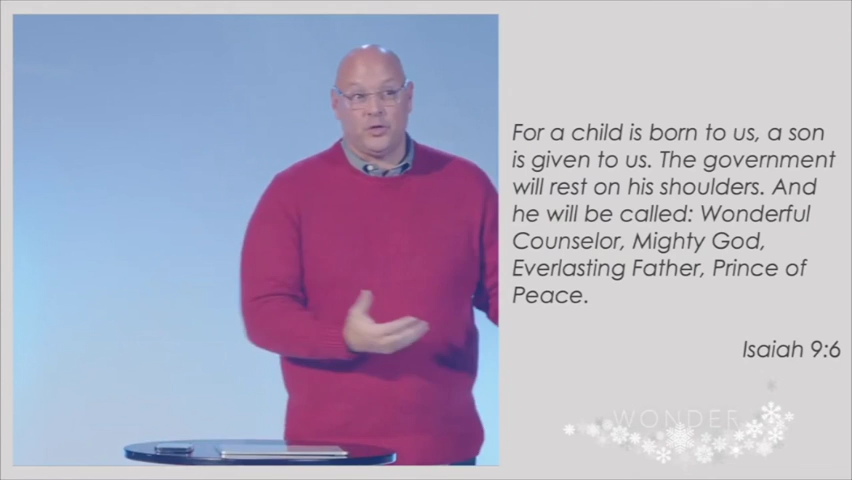 For a child is born to us, a son
is given to us. The government
will rest on his shoulders. And
he will be called: Wonderful
Counselor, Mighty God,
Everlasting Father, Prince of
Peace.
Isaiah 9:6
WONDER